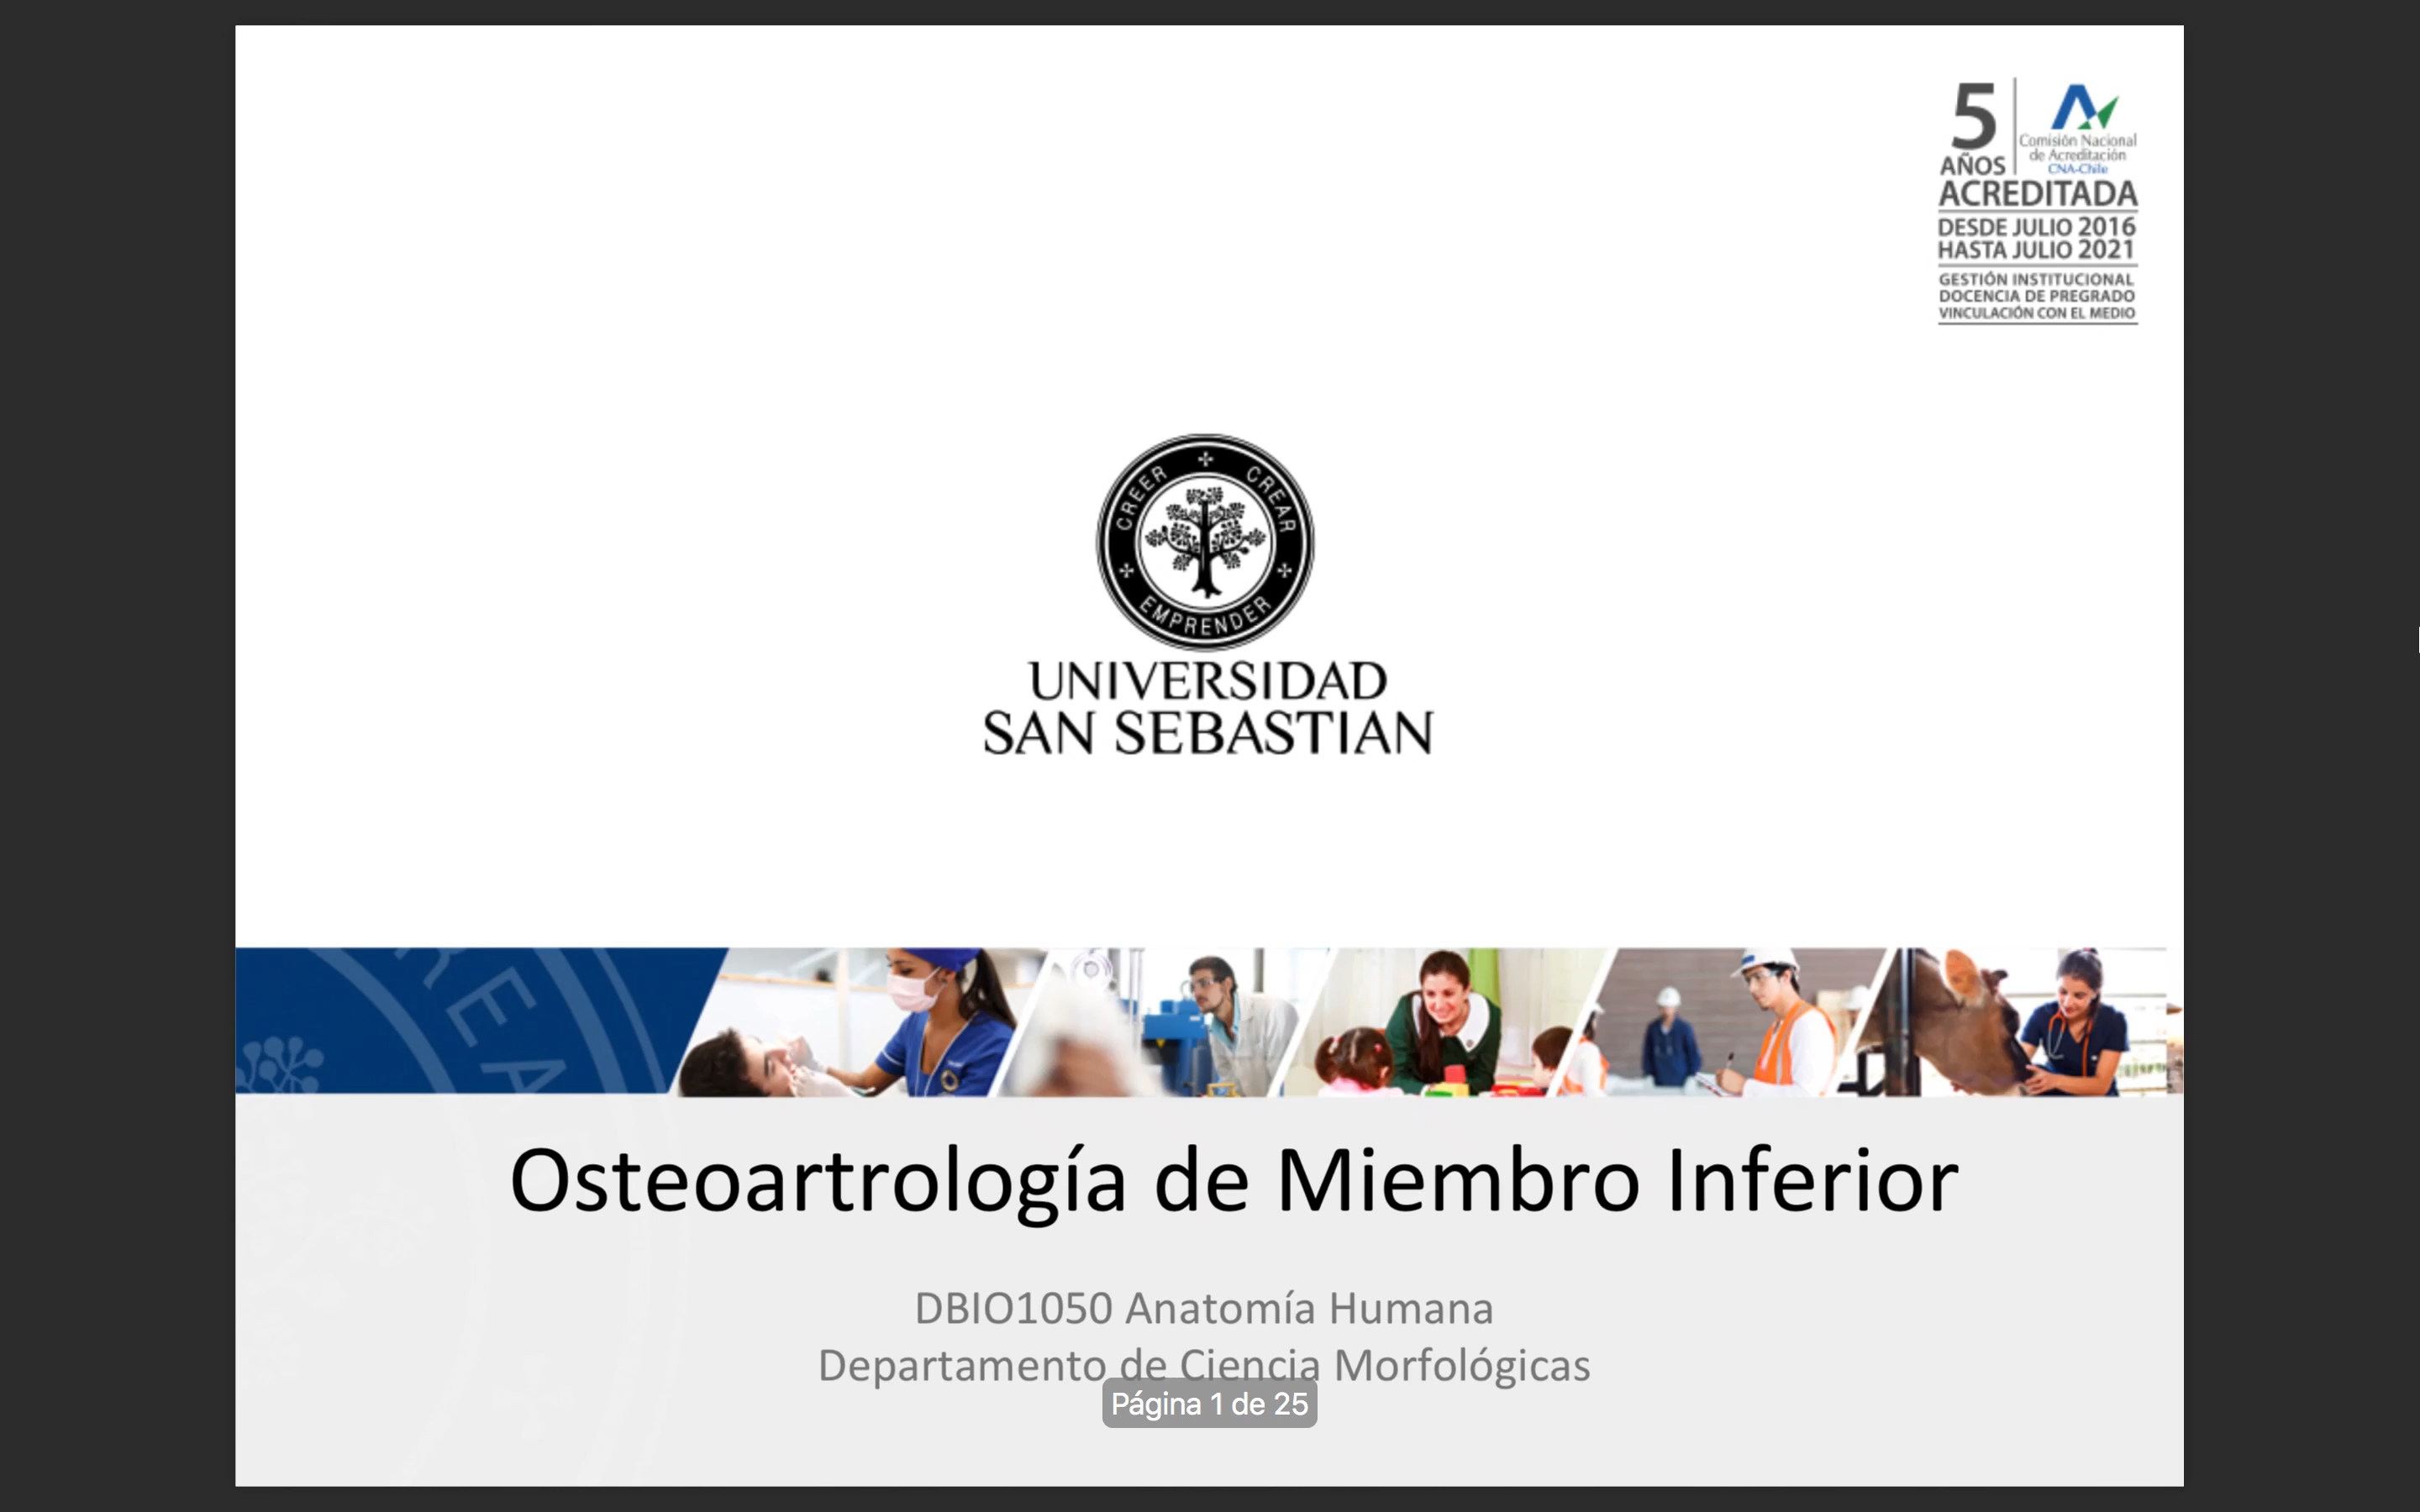 5
AÑOS
Comisión Nacional
de Acreditación
CNA-Chile
ACREDITADA
DESDE JULIO 2016
HASTA JULIO 2021
GESTIÓN INSTITUCIONAL
DOCENCIA DE PREGRADO
VINCULACIÓN CON EL MEDIO
CREER CREAR
EMPRENDER
UNIVERSIDAD
SAN SEBASTIAN
REA
Osteoartrología de Miembro Inferior
DBIO1050 Anatomía Humana
Departamento de Ciencia Morfológicas
Página 1 de 25